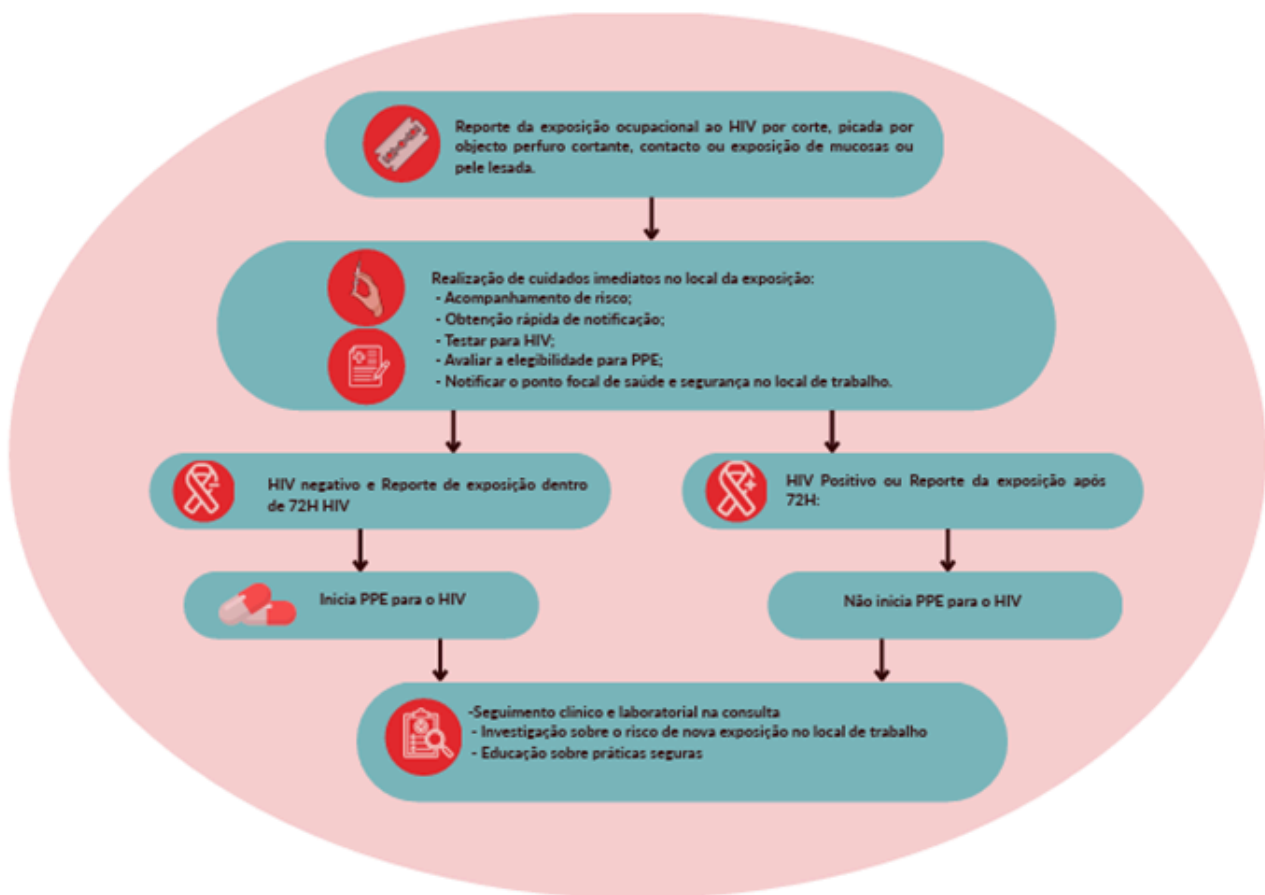 Reporte da exposição ocupacional ao HIV por corte, picada por
objecto perfuro cortante, contacto ou exposição de mucosas ou
pele lesada.
Realização de cuidados imediatos no local da exposição:
- Acompanhamento de risco;
- Obtenção rápida de notificação;
- Testar para HIV;
- Avaliar a elegibilidade para PPE;
- Notificar o ponto focal de saúde e segurança no local de trabalho.
HIV negativo e Reporte de exposição dentro
de 72H HIV
HIV Positivo ou Reporte da exposição após
72H:
Inicia PPE para o HIV
Não inicia PPE para o HIV
-Seguimento clínico e laboratorial na consulta
- Investigação sobre o risco de nova exposição no local de trabalho
- Educação sobre práticas seguras